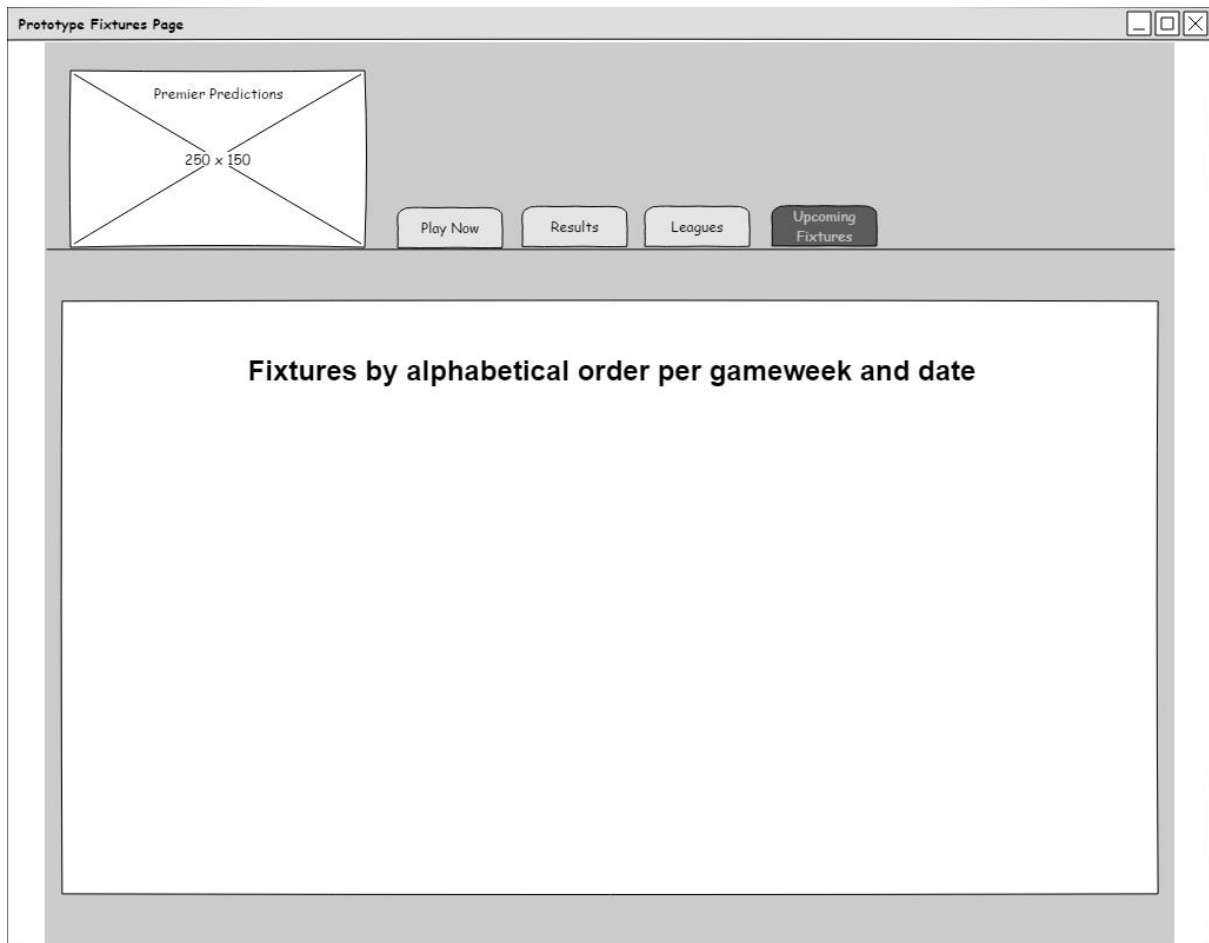 Prototype Fixtures Page
Premier Predictions
250 x 150
Play Now
Results
Leagues
Upcoming
Fixtures
Fixtures by alphabetical order per gameweek and date